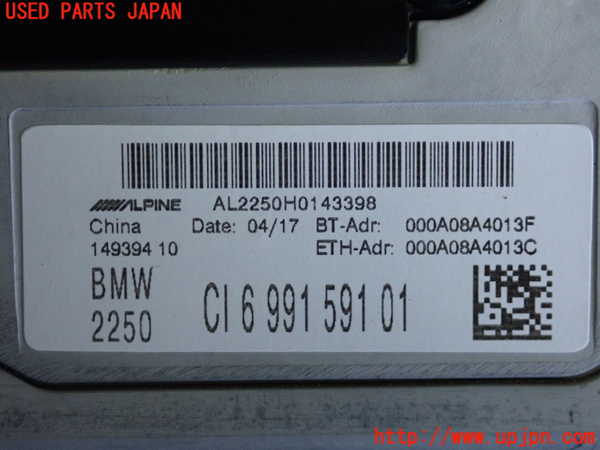 USED PARTS JAPAN
ALPINE AL2250H0143398
China Date: 04/17 BT-Adr: 000A08A4013F
149394 10 ETH-Adr: 000A08A4013C
BMW
2250
CI 6 991 591 01
http://www.upjpn.com/